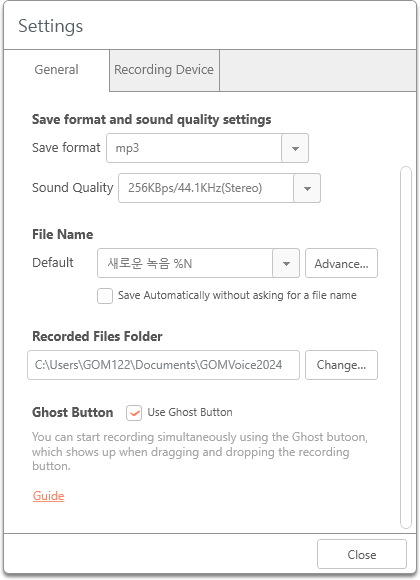 Settings
General Recording Device
Save format and sound quality settings
Save format mp3
Sound Quality 256KBps/44.1KHz(Stereo)
File Name
Default 새로운 녹음 %N Advance...
Save Automatically without asking for a file name
Recorded Files Folder
C:\Users\GOM122\Documents\GOMVoice2024 Change...
Ghost Button Use Ghost Button
You can start recording simultaneously using the Ghost butoon,
which shows up when dragging and dropping the recording
button.
Guide
Close